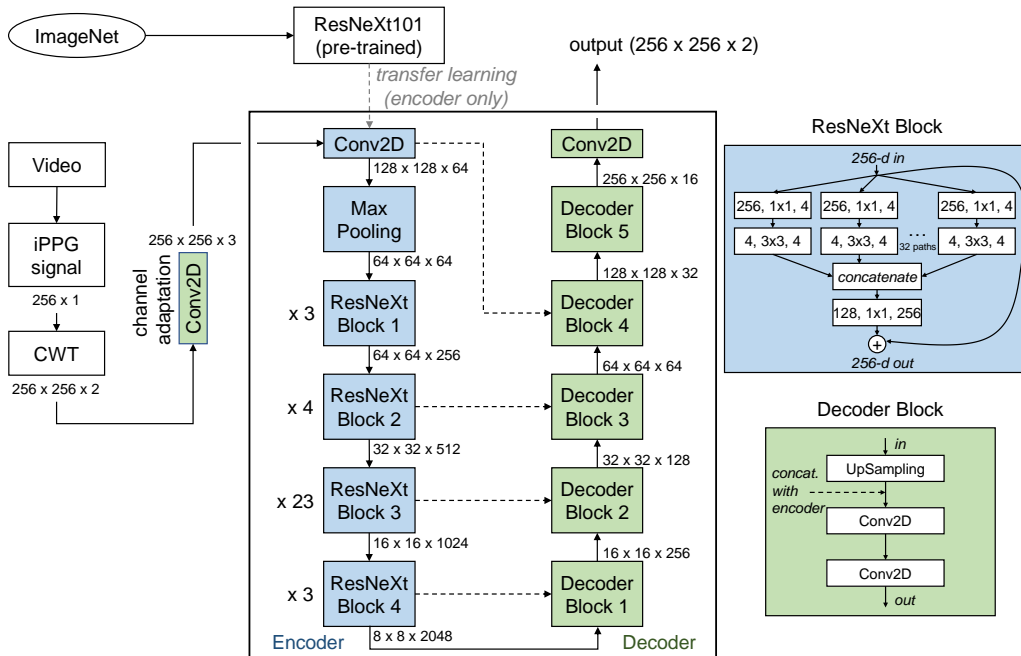 ImageNet
ResNeXt101
(pre-trained)
transfer learning
(encoder only)
output (256 x 256 x 2)
Video
iPPG
signal
256 x 1
CWT
256 x 256 x 2
channel
adaptation
Conv2D
256 x 256 x 3
Conv2D
128 x 128 x 64
Max
Pooling
64 x 64 x 64
x 3
ResNeXt
Block 1
64 x 64 x 256
x 4
ResNeXt
Block 2
32 x 32 x 512
x 23
ResNeXt
Block 3
16 x 16 x 1024
x 3
ResNeXt
Block 4
8 x 8 x 2048
Encoder
Conv2D
256 x 256 x 16
Decoder
Block 5
128 x 128 x 32
Decoder
Block 4
64 x 64 x 64
Decoder
Block 3
32 x 32 x 128
Decoder
Block 2
16 x 16 x 256
Decoder
Block 1
Decoder
ResNeXt Block
256-d in
256, 1x1, 4
256, 1x1, 4
256, 1x1, 4
4, 3x3, 4
4, 3x3, 4
...
32 paths
4, 3x3, 4
concatenate
128, 1x1, 256
+
256-d out
Decoder Block
in
UpSampling
concat.
with
encoder
Conv2D
Conv2D
out